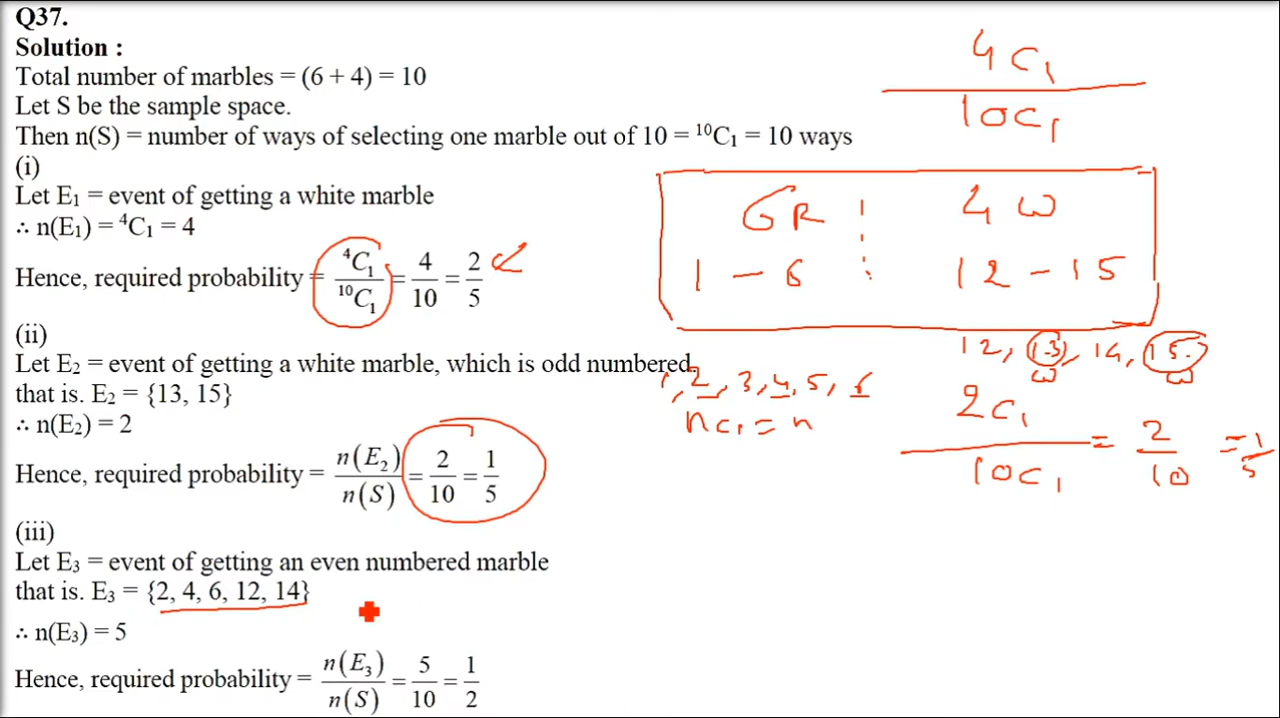 Q37.
Solution :
Total number of marbles = (6 + 4) = 10
Let S be the sample space.
Then n(S) = number of ways of selecting one marble out of 10 = ¹⁰C₁ = 10 ways
(i)
Let E₁ = event of getting a white marble
∴ n(E₁) = ⁴C₁ = 4
Hence, required probability = ⁴C₁/¹⁰C₁ = 4/10 = 2/5
(ii)
Let E₂ = event of getting a white marble, which is odd numbered.
that is. E₂ = {13, 15}
∴ n(E₂) = 2
Hence, required probability = n(E₂)/n(S) = 2/10 = 1/5
(iii)
Let E₃ = event of getting an even numbered marble
that is. E₃ = {2, 4, 6, 12, 14}
∴ n(E₃) = 5
Hence, required probability = n(E₃)/n(S) = 5/10 = 1/2
4C₁
10C₁
6R 4W
1 – 6 12 – 15
12, 13, 14, 15
W W
1, 2, 3, 4, 5, 6
nC₁ = n
2C₁/10C₁ = 2/10 = 1/5